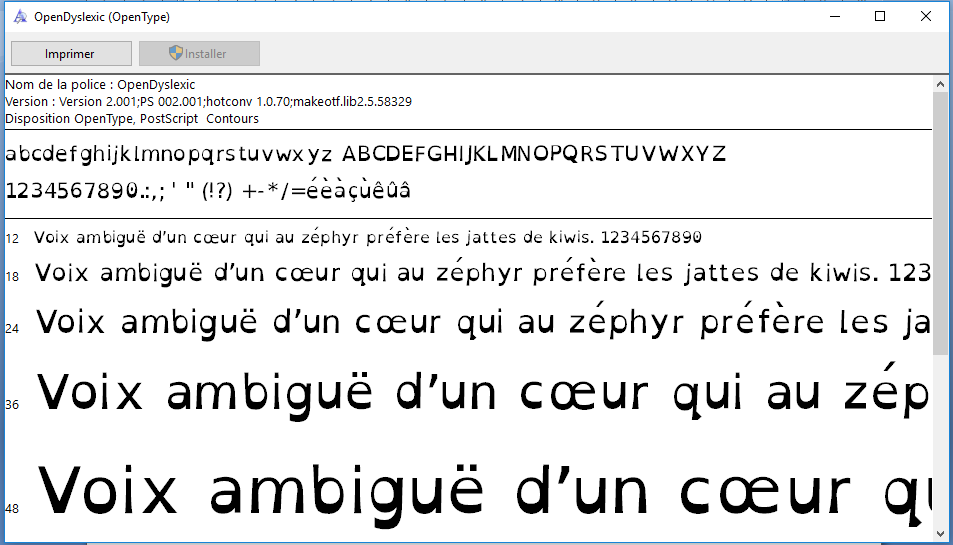 OpenDyslexic (OpenType)
Imprimer Installer
Nom de la police : OpenDyslexic
Version : Version 2.001;PS 002.001;hotconv 1.0.70;makeotf.lib2.5.58329
Disposition OpenType, PostScript Contours
abcdefghijklmnopqrstuvwxyz ABCDEFGHIJKLMNOPQRSTUVWXYZ
1234567890.:,; ' " (!?) +-*/=éèàçùêûâ
12 Voix ambiguë d’un cœur qui au zéphyr préfère les jattes de kiwis. 1234567890
18 Voix ambiguë d’un cœur qui au zéphyr préfère les jattes de kiwis. 123
24 Voix ambiguë d’un cœur qui au zéphyr préfère les ja
36 Voix ambiguë d’un cœur qui au zép
48 Voix ambiguë d’un cœur qu